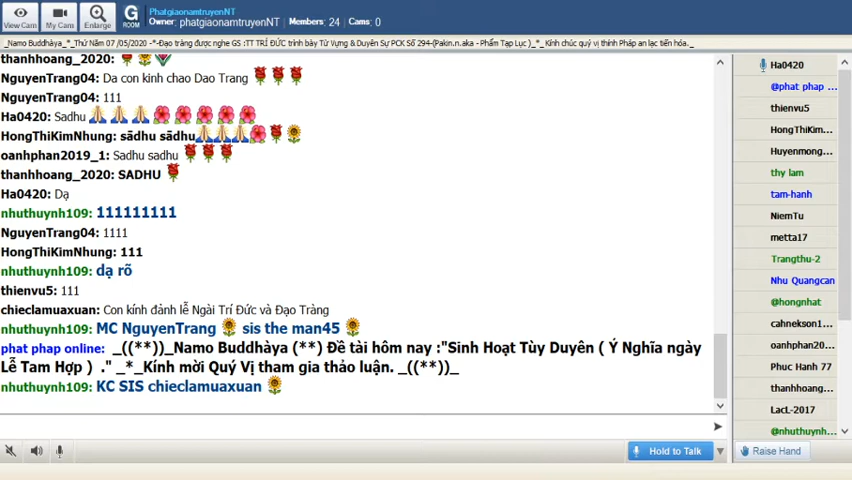 PhatgiaonamtruyenNT
Owner: phatgiaonamtruyenNT | Members: 24 | Cams: 0
View Cam
My Cam
Enlarge
G ROOM
_Namo Buddhàya_*_Thứ Năm 07 /05/2020 -*-Đạo tràng được nghe GS :TT TRÍ ĐỨC trình bày Tứ Vựng & Duyên Sự PCK Số 294-(Pakin.n.aka - Phẩm Tạp Lục )_*_ Kính chúc quý vị thính Pháp an lạc tiến hóa._
thanhhoang_2020:
NguyenTrang04: Da con kinh chao Dao Trang
NguyenTrang04: 111
Ha0420: Sadhu
HongThiKimNhung: sādhu sādhu
oanhphan2019_1: Sadhu sadhu
thanhhoang_2020: SADHU
Ha0420: Dạ
nhuthuynh109: 111111111
NguyenTrang04: 1111
HongThiKimNhung: 111
nhuthuynh109: dạ rõ
thienvu5: 111
chieclamuaxuan: Con kính đảnh lễ Ngài Trí Đức và Đạo Tràng
nhuthuynh109: MC NguyenTrang sis the man45
phat phap online: _((**))_Namo Buddhàya (**) Đề tài hôm nay :"Sinh Hoạt Tùy Duyên ( Ý Nghĩa ngày
Lễ Tam Hợp ) ." _*_Kính mời Quý Vị tham gia thảo luận. _((**))_
nhuthuynh109: KC SIS chieclamuaxuan
Hold to Talk
Ha0420
@phat phap ...
thienvu5
HongThiKim...
Huyenmong...
thy lam
tam-hanh
NiemTu
metta17
Trangthu-2
Nhu Quangcan
@hongnhat
cahnekson1...
oanhphan20...
Phuc Hanh 77
thanhhoang...
LacL-2017
@nhuthuynh...
Raise Hand